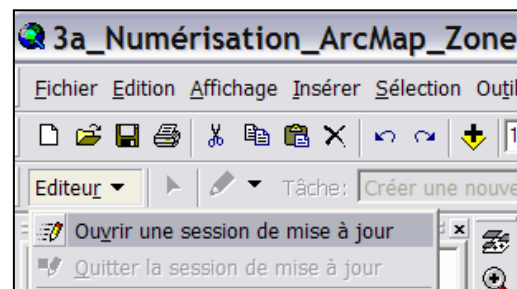 3a_Numérisation_ArcMap_Zone
Fichier Edition Affichage Insérer Sélection Outil
Editeur Tâche: Créer une nouve
Ouvrir une session de mise à jour
Quitter la session de mise à jour